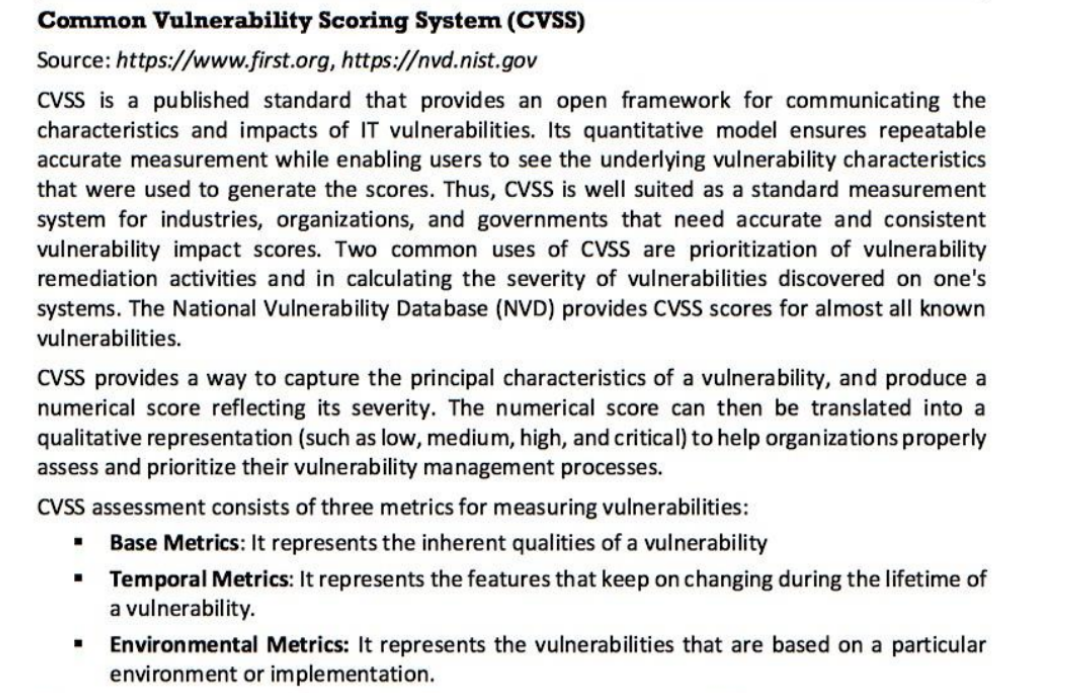 Common Vulnerability Scoring System (CVSS)
Source: https://www.first.org, https://nvd.nist.gov
CVSS is a published standard that provides an open framework for communicating the
characteristics and impacts of IT vulnerabilities. Its quantitative model ensures repeatable
accurate measurement while enabling users to see the underlying vulnerability characteristics
that were used to generate the scores. Thus, CVSS is well suited as a standard measurement
system for industries, organizations, and governments that need accurate and consistent
vulnerability impact scores. Two common uses of CVSS are prioritization of vulnerability
remediation activities and in calculating the severity of vulnerabilities discovered on one's
systems. The National Vulnerability Database (NVD) provides CVSS scores for almost all known
vulnerabilities.
CVSS provides a way to capture the principal characteristics of a vulnerability, and produce a
numerical score reflecting its severity. The numerical score can then be translated into a
qualitative representation (such as low, medium, high, and critical) to help organizations properly
assess and prioritize their vulnerability management processes.
CVSS assessment consists of three metrics for measuring vulnerabilities:
▪ Base Metrics: It represents the inherent qualities of a vulnerability
▪ Temporal Metrics: It represents the features that keep on changing during the lifetime of
a vulnerability.
▪ Environmental Metrics: It represents the vulnerabilities that are based on a particular
environment or implementation.